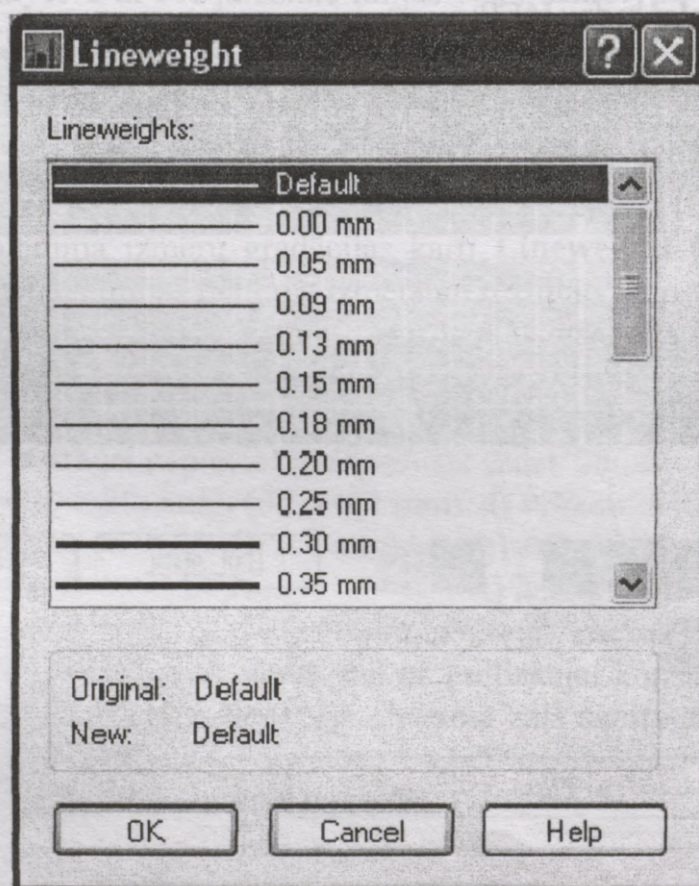 Lineweight
Lineweights:
Default
0.00 mm
0.05 mm
0.09 mm
0.13 mm
0.15 mm
0.18 mm
0.20 mm
0.25 mm
0.30 mm
0.35 mm
Original: Default
New: Default
OK Cancel Help